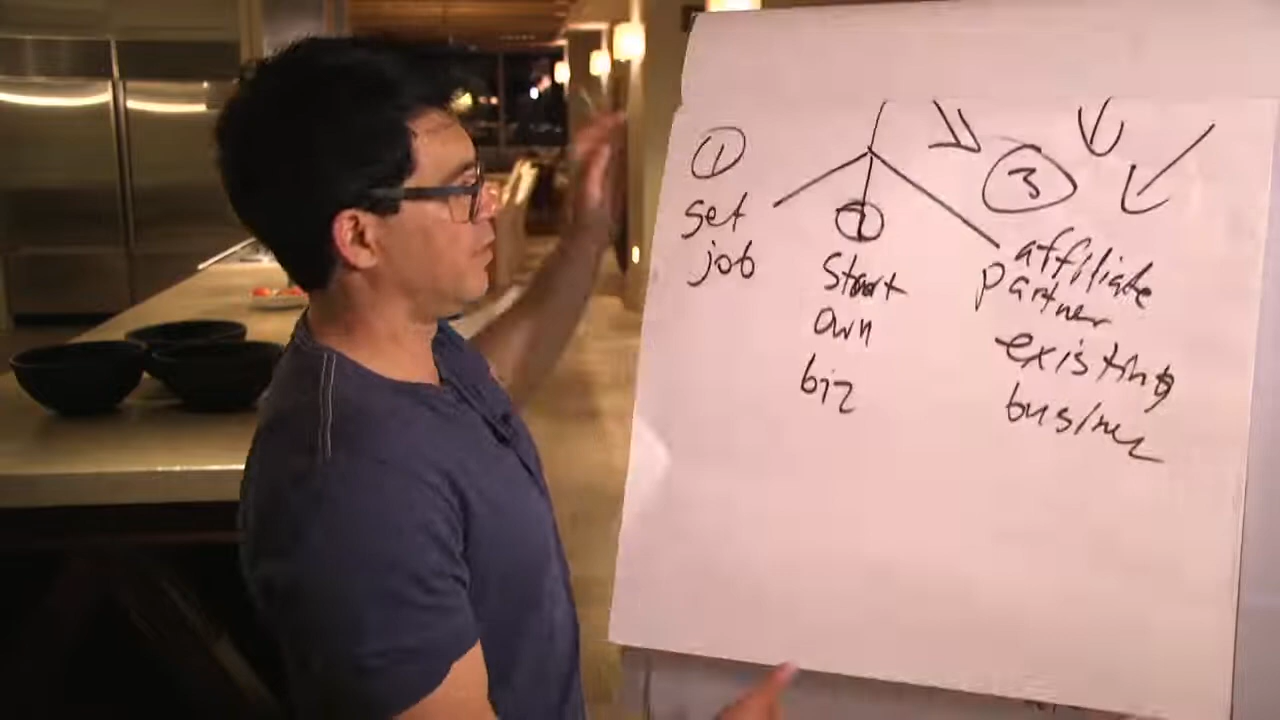 1
get
job
2
Start
own
biz
3
affiliate
partner
existing
business